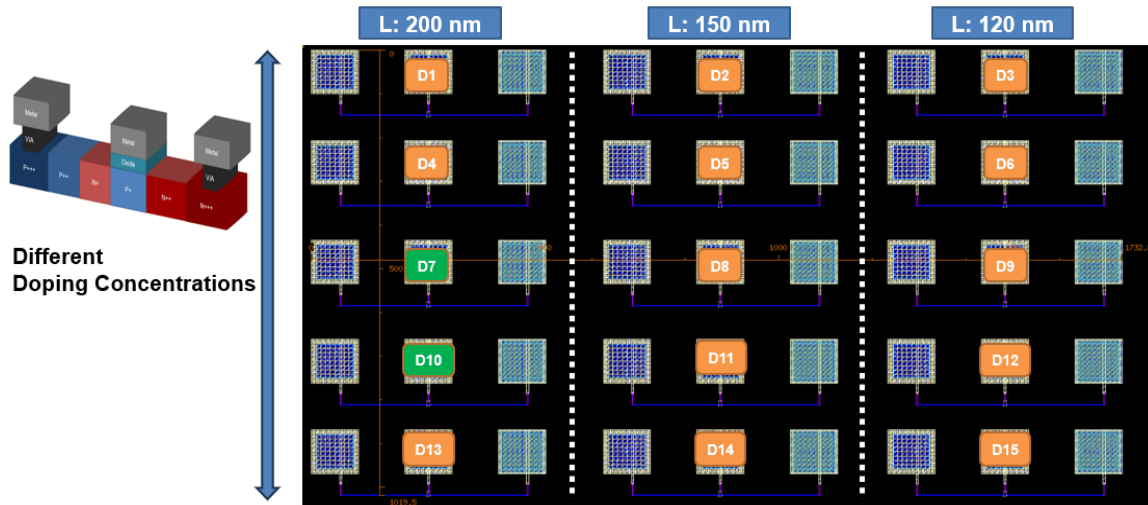 L: 200 nm
L: 150 nm
L: 120 nm
0
D1
D2
D3
Metal
Metal
Metal
VIA
Oxide
VIA
P+++
P++
N+
P+
N++
N+++
D4
D5
D6
Different
Doping Concentrations
500
D7
D8
1000
D9
1732.
D10
D11
D12
D13
D14
D15
1019.5